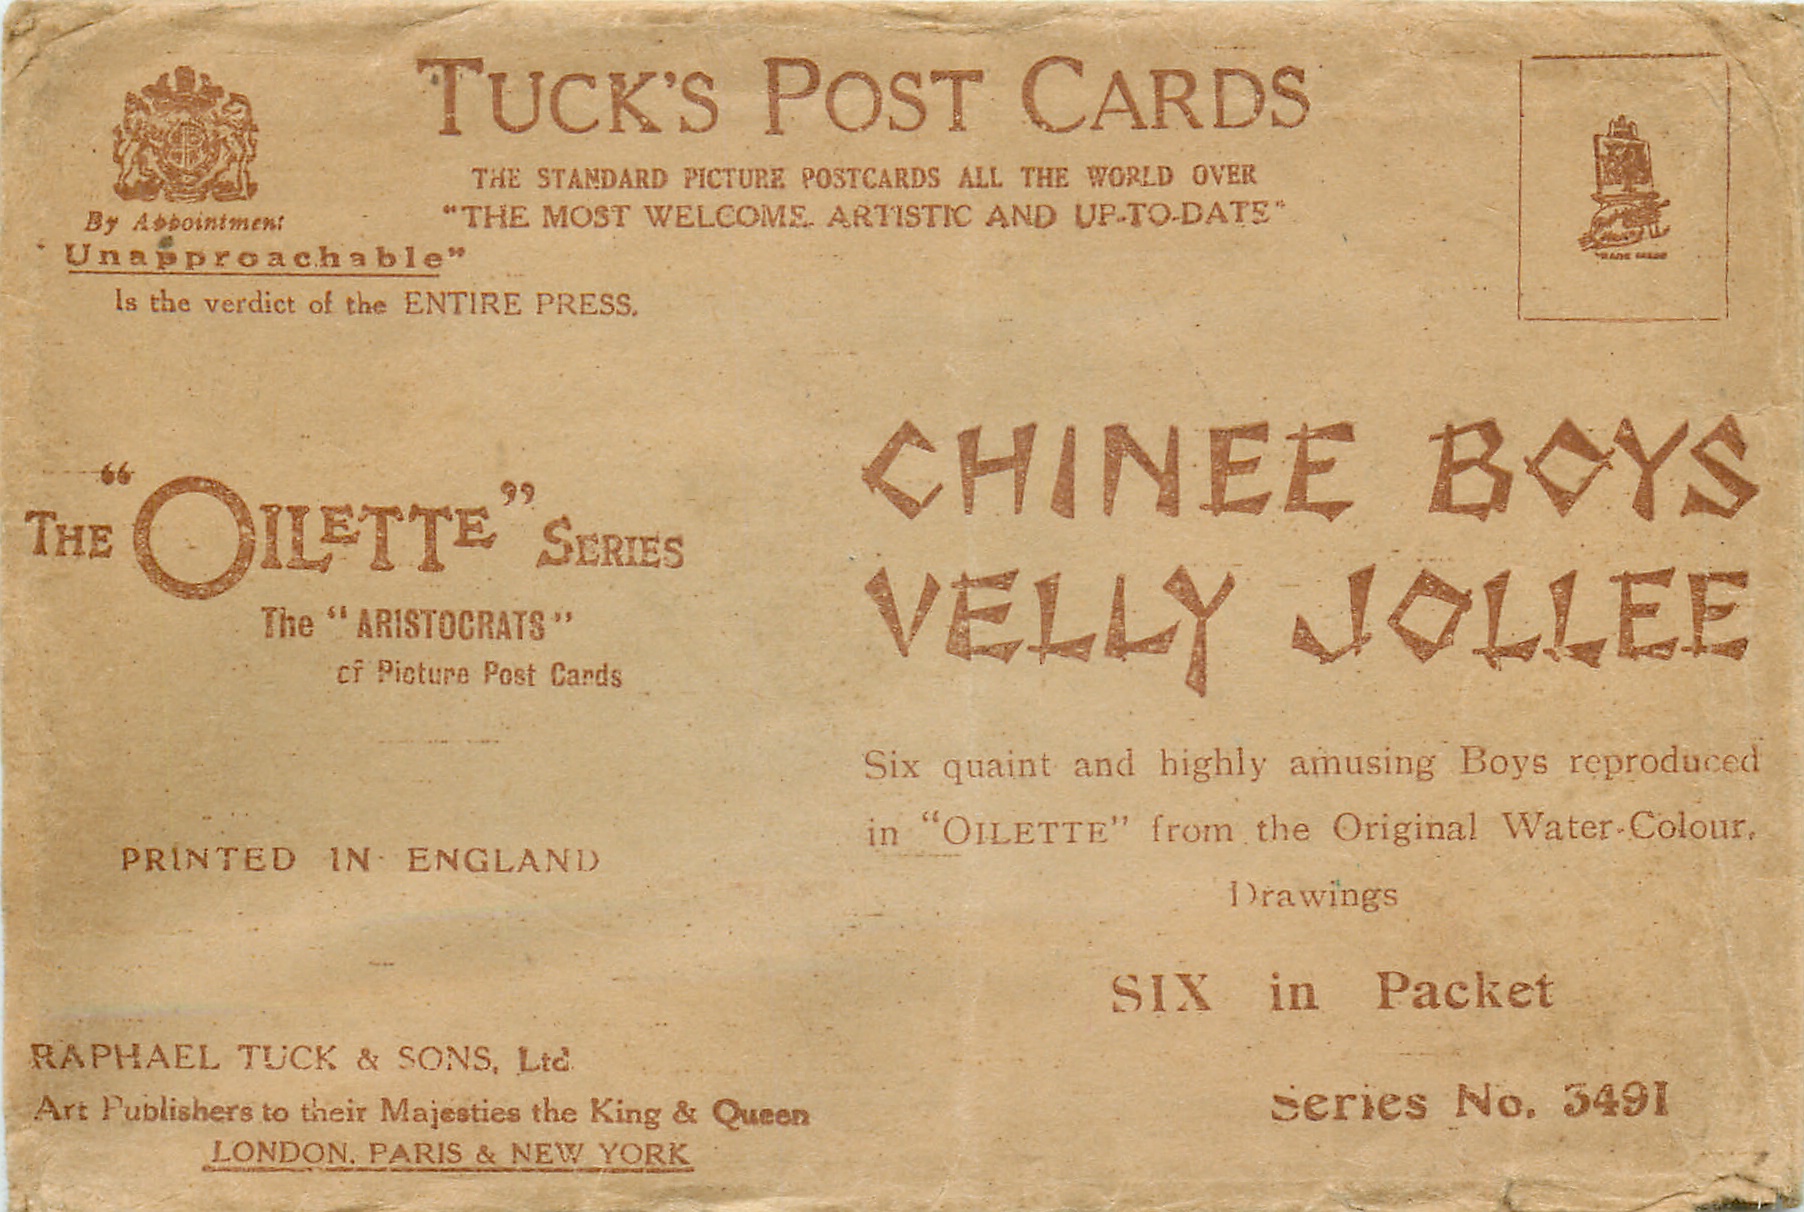 TUCK'S POST CARDS
THE STANDARD PICTURE POSTCARDS ALL THE WORLD OVER
"THE MOST WELCOME, ARTISTIC AND UP-TO-DATE"
By Appointment
"Unapproachable"
Is the verdict of the ENTIRE PRESS.
TRADE MARK
THE "OILETTE" SERIES
The "ARISTOCRATS"
of Picture Post Cards
PRINTED IN ENGLAND
RAPHAEL TUCK & SONS, Ltd
Art Publishers to their Majesties the King & Queen
LONDON, PARIS & NEW YORK
CHINEE BOYS
VELLY JOLLEE
Six quaint and highly amusing Boys reproduced
in "OILETTE" from the Original Water-Colour,
Drawings
SIX in Packet
Series No. 3491